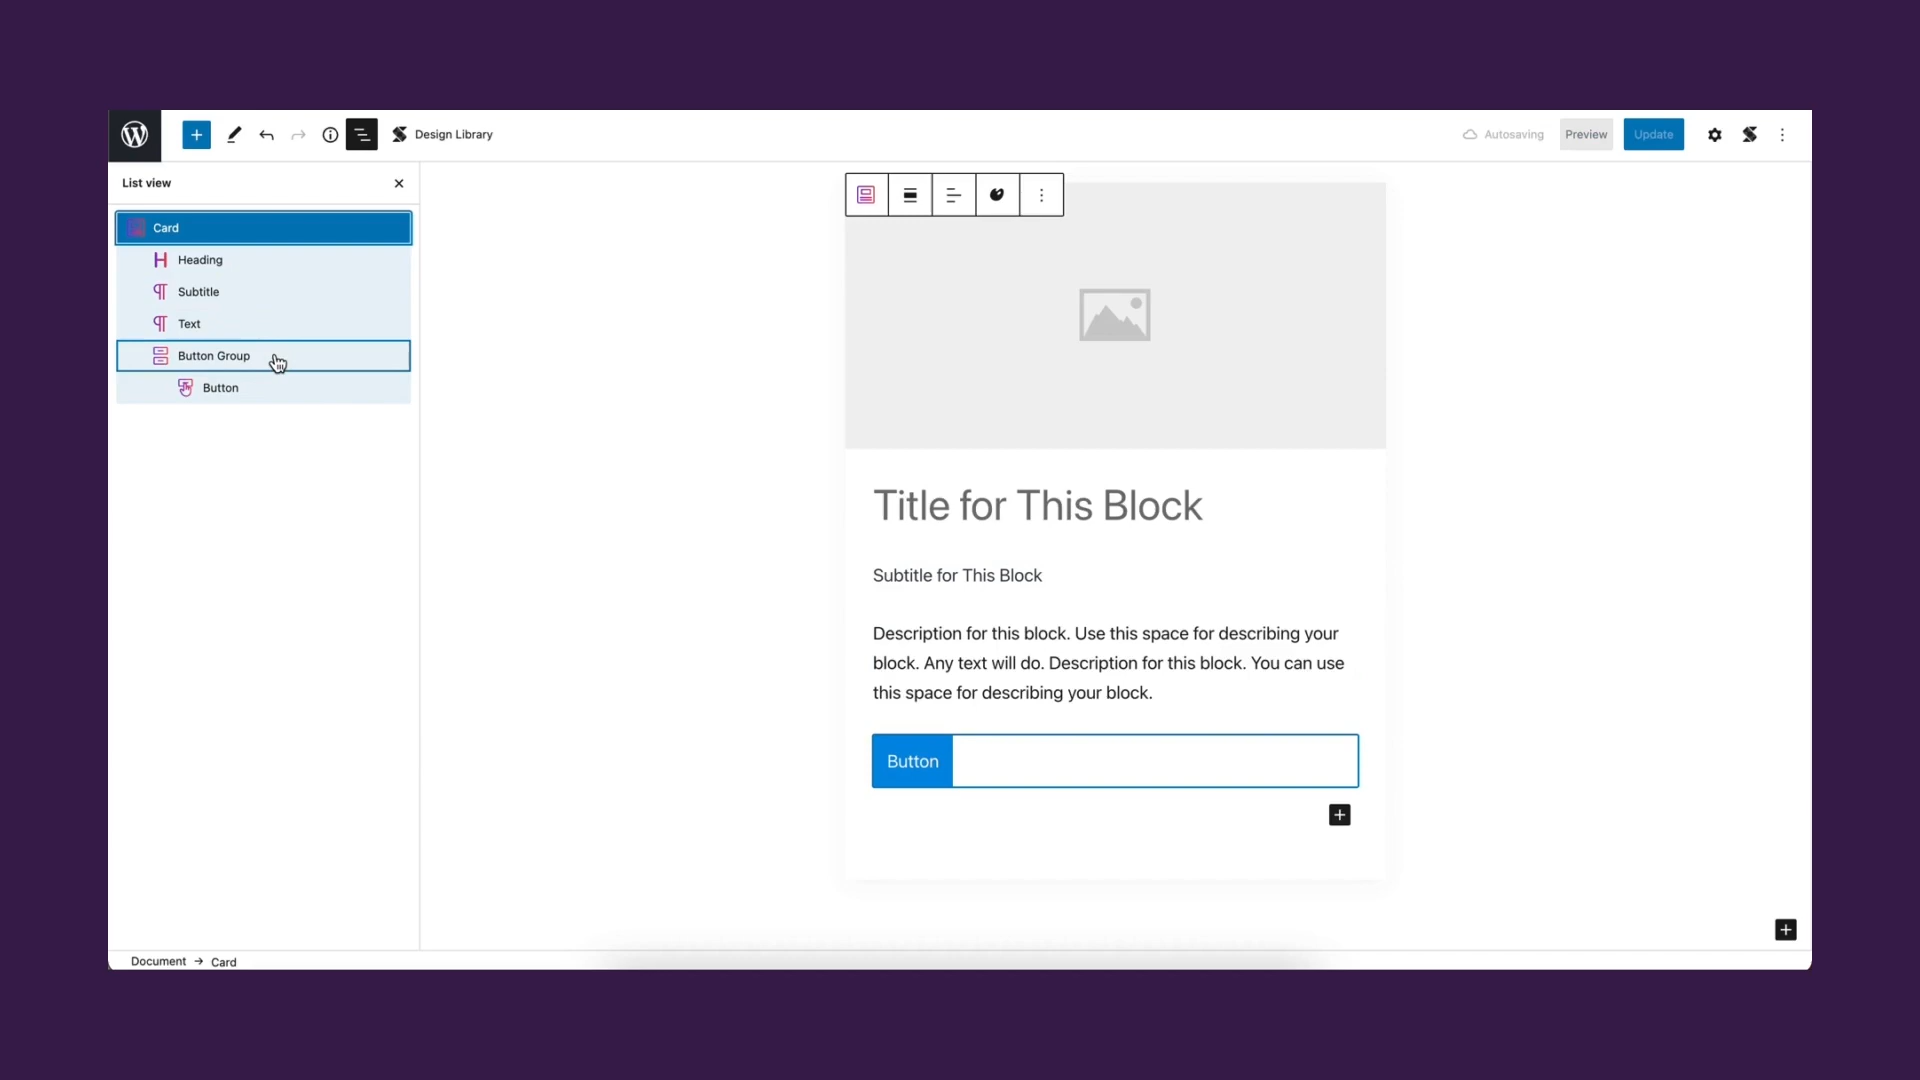 Design Library
Autosaving
Preview
Update
List view
Card
Heading
Subtitle
Text
Button Group
Button
Title for This Block
Subtitle for This Block
Description for this block. Use this space for describing your
block. Any text will do. Description for this block. You can use
this space for describing your block.
Button
Document → Card